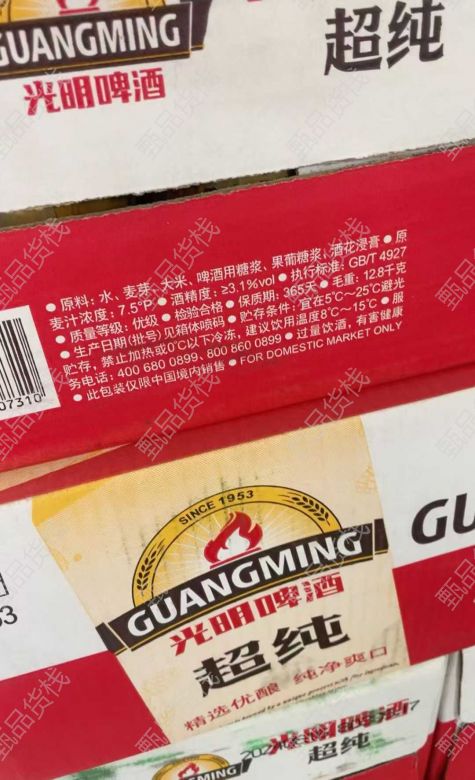 GUANGMING
光明啤酒
超纯
● 原料：水、麦芽、大米、啤酒用糖浆、果葡糖浆、酒花浸膏 ● 原
麦汁浓度：7.5°P ● 酒精度：≥3.1%vol ● 执行标准：GB/T 4927
● 质量等级：优级 ● 检验合格 ● 保质期：365天 ● 毛重：12.8千克
● 生产日期(批号)见箱体喷码 ● 贮存条件：宜在5℃～25℃避光
贮存，禁止加热或0℃以下冷冻，建议饮用温度8℃～15℃ ● 服
务电话：400 680 0899、800 860 0899 ● 过量饮酒，有害健康
● 此包装仅限中国境内销售 ● FOR DOMESTIC MARKET ONLY
07310
SINCE 1953
GUANGMING
光明啤酒
超纯
精选优酿 纯净爽口
GU
53
光明啤酒
超纯
甄品货栈